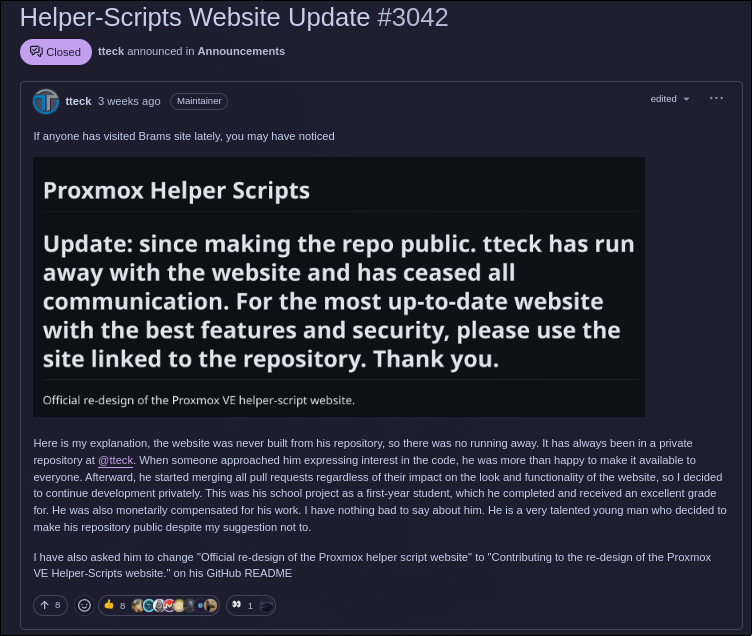 Helper-Scripts Website Update #3042
Closed tteck announced in Announcements
tteck 3 weeks ago Maintainer edited
If anyone has visited Brams site lately, you may have noticed
Proxmox Helper Scripts
Update: since making the repo public. tteck has run
away with the website and has ceased all
communication. For the most up-to-date website
with the best features and security, please use the
site linked to the repository. Thank you.
Official re-design of the Proxmox VE helper-script website.
Here is my explanation, the website was never built from his repository, so there was no running away. It has always been in a private
repository at @tteck. When someone approached him expressing interest in the code, he was more than happy to make it available to
everyone. Afterward, he started merging all pull requests regardless of their impact on the look and functionality of the website, so I decided
to continue development privately. This was his school project as a first-year student, which he completed and received an excellent grade
for. He was also monetarily compensated for his work. I have nothing bad to say about him. He is a very talented young man who decided to
make his repository public despite my suggestion not to.
I have also asked him to change "Official re-design of the Proxmox helper script website" to "Contributing to the re-design of the Proxmox
VE Helper-Scripts website." on his GitHub README
8 8 1